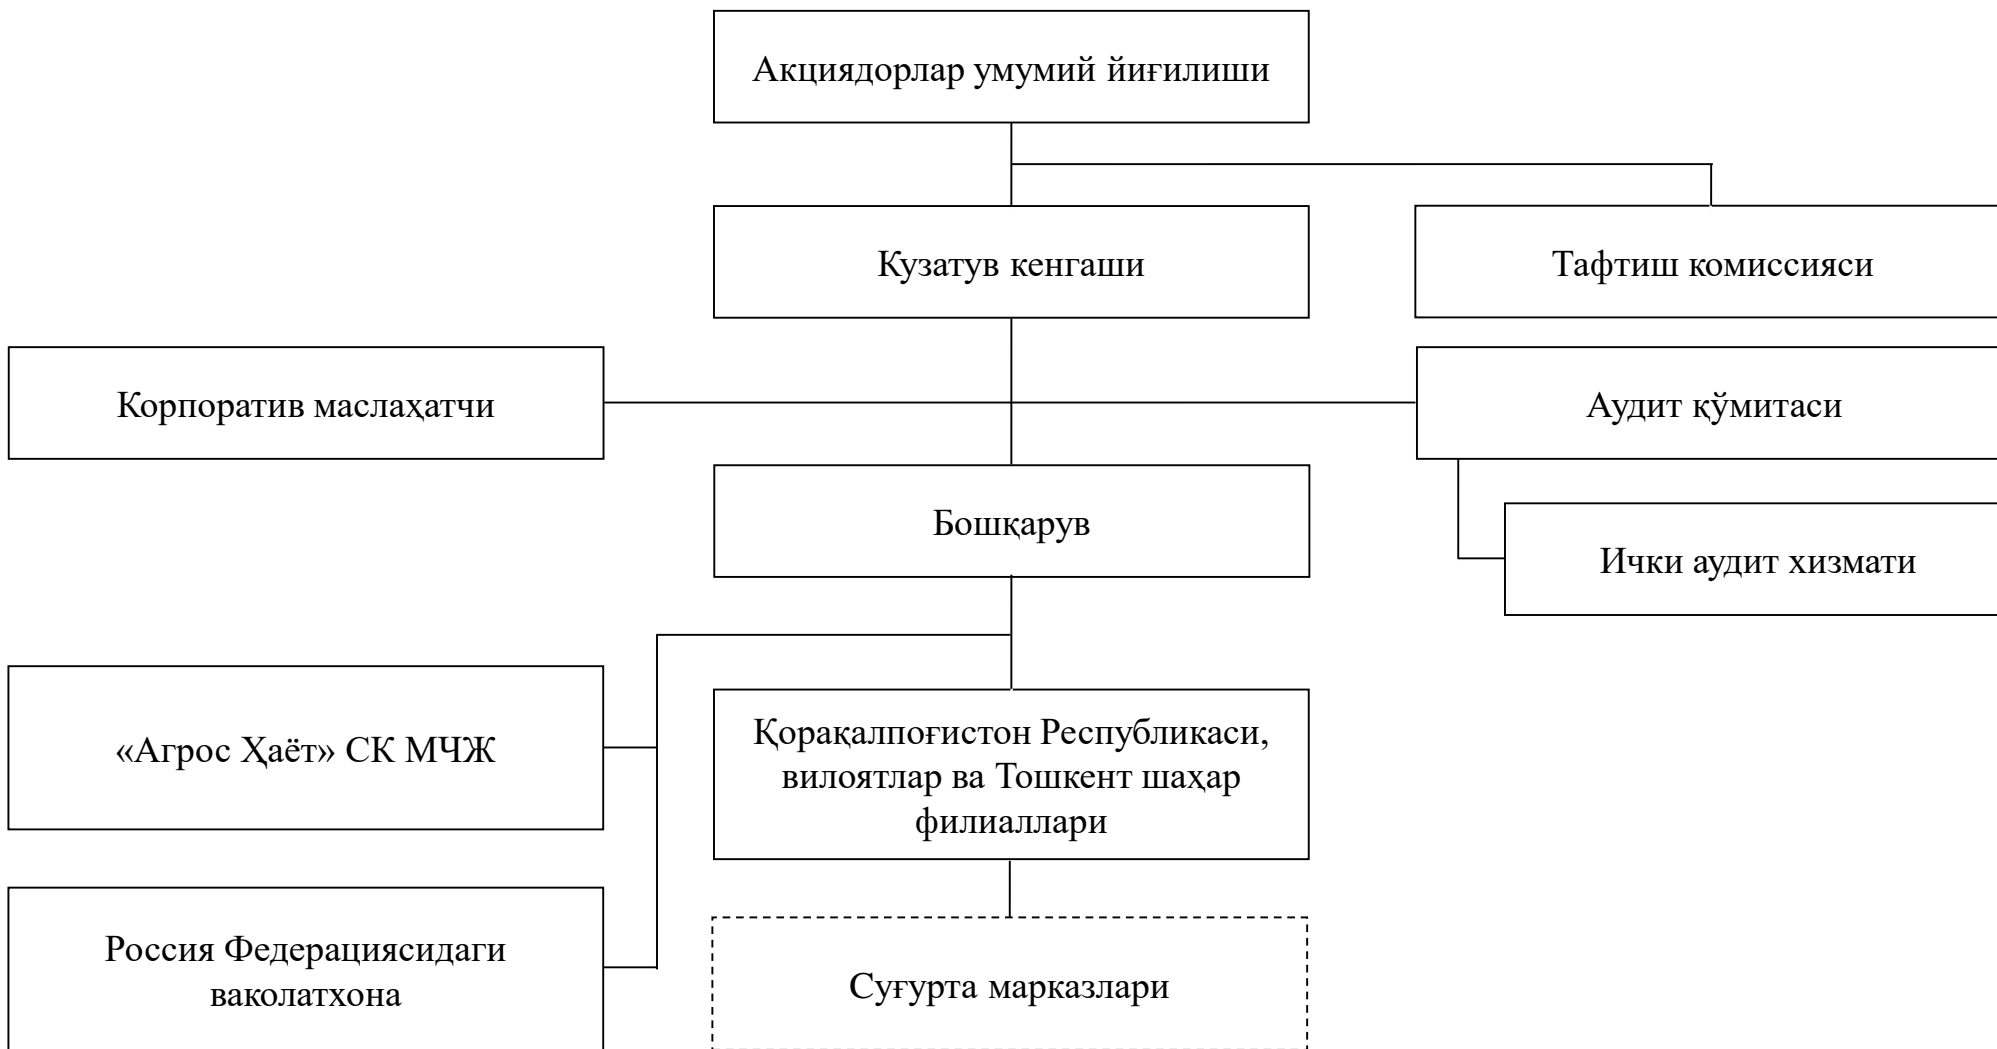 Акциядорлар умумий йиғилиши
Кузатув кенгаши
Тафтиш комиссияси
Корпоратив маслаҳатчи
Аудит қўмитаси
Бошқарув
Ички аудит хизмати
«Агрос Ҳаёт» СК МЧЖ
Қорақалпоғистон Республикаси,
вилоятлар ва Тошкент шаҳар
филиаллари
Россия Федерациясидаги
ваколатхона
Суғурта марказлари